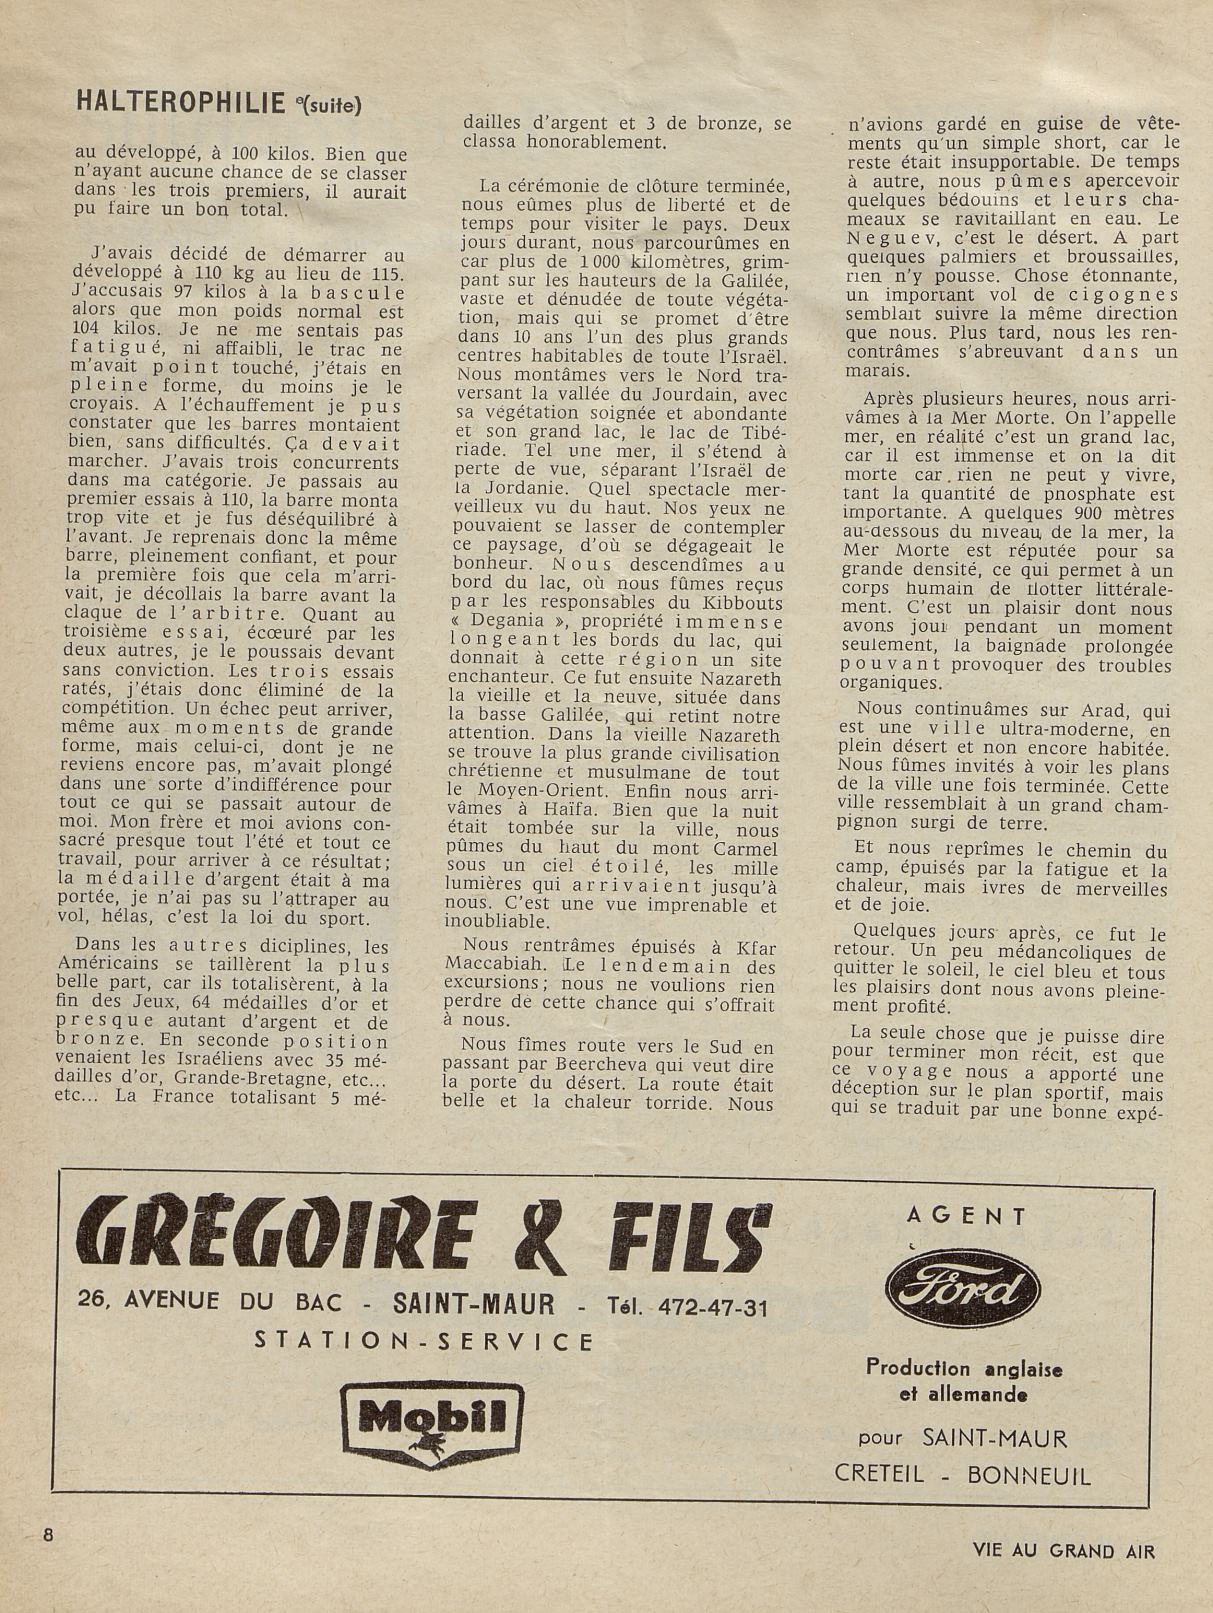 HALTEROPHILIE (suite)
au développé, à 100 kilos. Bien que
n'ayant aucune chance de se classer
dans les trois premiers, il aurait
pu faire un bon total.
J'avais décidé de démarrer au
développé à 110 kg au lieu de 115.
J'accusais 97 kilos à la bascule
alors que mon poids normal est
104 kilos. Je ne me sentais pas
fatigué, ni affaibli, le trac ne
m'avait point touché, j'étais en
pleine forme, du moins je le
croyais. A l'échauffement je pus
constater que les barres montaient
bien, sans difficultés. Ça devait
marcher. J'avais trois concurrents
dans ma catégorie. Je passais au
premier essais à 110, la barre monta
trop vite et je fus déséquilibré à
l'avant. Je reprenais donc la même
barre, pleinement confiant, et pour
la première fois que cela m'arri-
vait, je décollais la barre avant la
claque de l'arbitre. Quant au
troisième essai, écœuré par les
deux autres, je le poussais devant
sans conviction. Les trois essais
ratés, j'étais donc éliminé de la
compétition. Un échec peut arriver,
même aux moments de grande
forme, mais celui-ci, dont je ne
reviens encore pas, m'avait plongé
dans une sorte d'indifférence pour
tout ce qui se passait autour de
moi. Mon frère et moi avions con-
sacré presque tout l'été et tout ce
travail, pour arriver à ce résultat;
la médaille d'argent était à ma
portée, je n'ai pas su l'attraper au
vol, hélas, c'est la loi du sport.
Dans les autres diciplines, les
Américains se taillèrent la plus
belle part, car ils totalisèrent, à la
fin des Jeux, 64 médailles d'or et
presque autant d'argent et de
bronze. En seconde position
venaient les Israéliens avec 35 mé-
dailles d'or, Grande-Bretagne, etc...
etc... La France totalisant 5 mé-
dailles d'argent et 3 de bronze, se
classa honorablement.
La cérémonie de clôture terminée,
nous eûmes plus de liberté et de
temps pour visiter le pays. Deux
jours durant, nous parcourûmes en
car plus de 1 000 kilomètres, grim-
pant sur les hauteurs de la Galilée,
vaste et dénudée de toute végéta-
tion, mais qui se promet d'être
dans 10 ans l'un des plus grands
centres habitables de toute l'Israël.
Nous montâmes vers le Nord tra-
versant la vallée du Jourdain, avec
sa végétation soignée et abondante
et son grand lac, le lac de Tibé-
riade. Tel une mer, il s'étend à
perte de vue, séparant l'Israël de
la Jordanie. Quel spectacle mer-
veilleux vu du haut. Nos yeux ne
pouvaient se lasser de contempler
ce paysage, d'où se dégageait le
bonheur. Nous descendîmes au
bord du lac, où nous fûmes reçus
par les responsables du Kibbouts
« Degania », propriété immense
longeant les bords du lac, qui
donnait à cette région un site
enchanteur. Ce fut ensuite Nazareth
la vieille et la neuve, située dans
la basse Galilée, qui retint notre
attention. Dans la vieille Nazareth
se trouve la plus grande civilisation
chrétienne et musulmane de tout
le Moyen-Orient. Enfin nous arri-
vâmes à Haïfa. Bien que la nuit
était tombée sur la ville, nous
pûmes du haut du mont Carmel
sous un ciel étoilé, les mille
lumières qui arrivaient jusqu'à
nous. C'est une vue imprenable et
inoubliable.
Nous rentrâmes épuisés à Kfar
Maccabiah. Le lendemain des
excursions; nous ne voulions rien
perdre de cette chance qui s'offrait
à nous.
Nous fîmes route vers le Sud en
passant par Beercheva qui veut dire
la porte du désert. La route était
belle et la chaleur torride. Nous
n'avions gardé en guise de vête-
ments qu'un simple short, car le
reste était insupportable. De temps
à autre, nous pûmes apercevoir
quelques bédouins et leurs cha-
meaux se ravitaillant en eau. Le
Neguev, c'est le désert. A part
quelques palmiers et broussailles,
rien n'y pousse. Chose étonnante,
un important vol de cigognes
semblait suivre la même direction
que nous. Plus tard, nous les ren-
contrâmes s'abreuvant dans un
marais.
Après plusieurs heures, nous arri-
vâmes à la Mer Morte. On l'appelle
mer, en réalité c'est un grand lac,
car il est immense et on la dit
morte car rien ne peut y vivre,
tant la quantité de pnosphate est
importante. A quelques 900 mètres
au-dessous du niveau de la mer, la
Mer Morte est réputée pour sa
grande densité, ce qui permet à un
corps humain de flotter littérale-
ment. C'est un plaisir dont nous
avons joui pendant un moment
seulement, la baignade prolongée
pouvant provoquer des troubles
organiques.
Nous continuâmes sur Arad, qui
est une ville ultra-moderne, en
plein désert et non encore habitée.
Nous fûmes invités à voir les plans
de la ville une fois terminée. Cette
ville ressemblait à un grand cham-
pignon surgi de terre.
Et nous reprîmes le chemin du
camp, épuisés par la fatigue et la
chaleur, mais ivres de merveilles
et de joie.
Quelques jours après, ce fut le
retour. Un peu médancoliques de
quitter le soleil, le ciel bleu et tous
les plaisirs dont nous avons pleine-
ment profité.
La seule chose que je puisse dire
pour terminer mon récit, est que
ce voyage nous a apporté une
déception sur le plan sportif, mais
qui se traduit par une bonne expé-
GRÉGOIRE & FILS
26, AVENUE DU BAC - SAINT-MAUR - Tél. 472-47-31
STATION-SERVICE
Mobil
AGENT
Ford
Production anglaise
et allemande
pour SAINT-MAUR
CRETEIL - BONNEUIL
8
VIE AU GRAND AIR